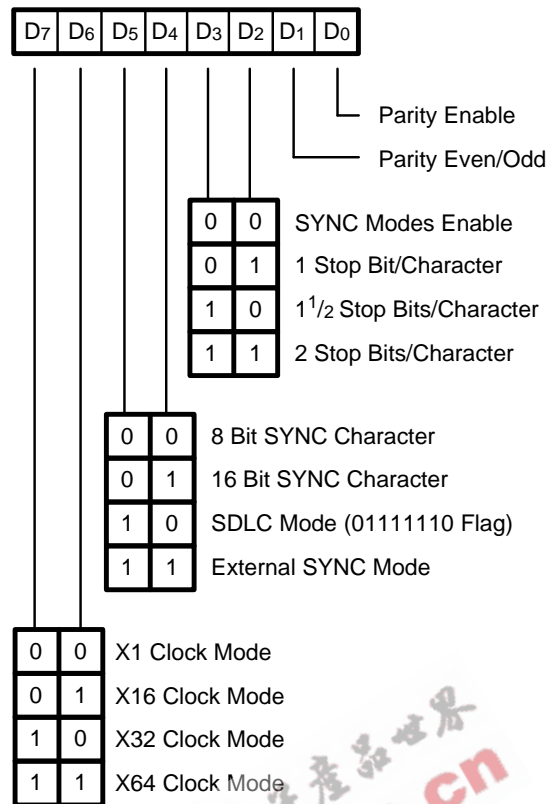 D7 D6 D5 D4 D3 D2 D1 D0
Parity Enable
Parity Even/Odd
0 0 SYNC Modes Enable
0 1 1 Stop Bit/Character
1 0 1 1/2 Stop Bits/Character
1 1 2 Stop Bits/Character
0 0 8 Bit SYNC Character
0 1 16 Bit SYNC Character
1 0 SDLC Mode (01111110 Flag)
1 1 External SYNC Mode
0 0 X1 Clock Mode
0 1 X16 Clock Mode
1 0 X32 Clock Mode
1 1 X64 Clock Mode
產品世界
cn